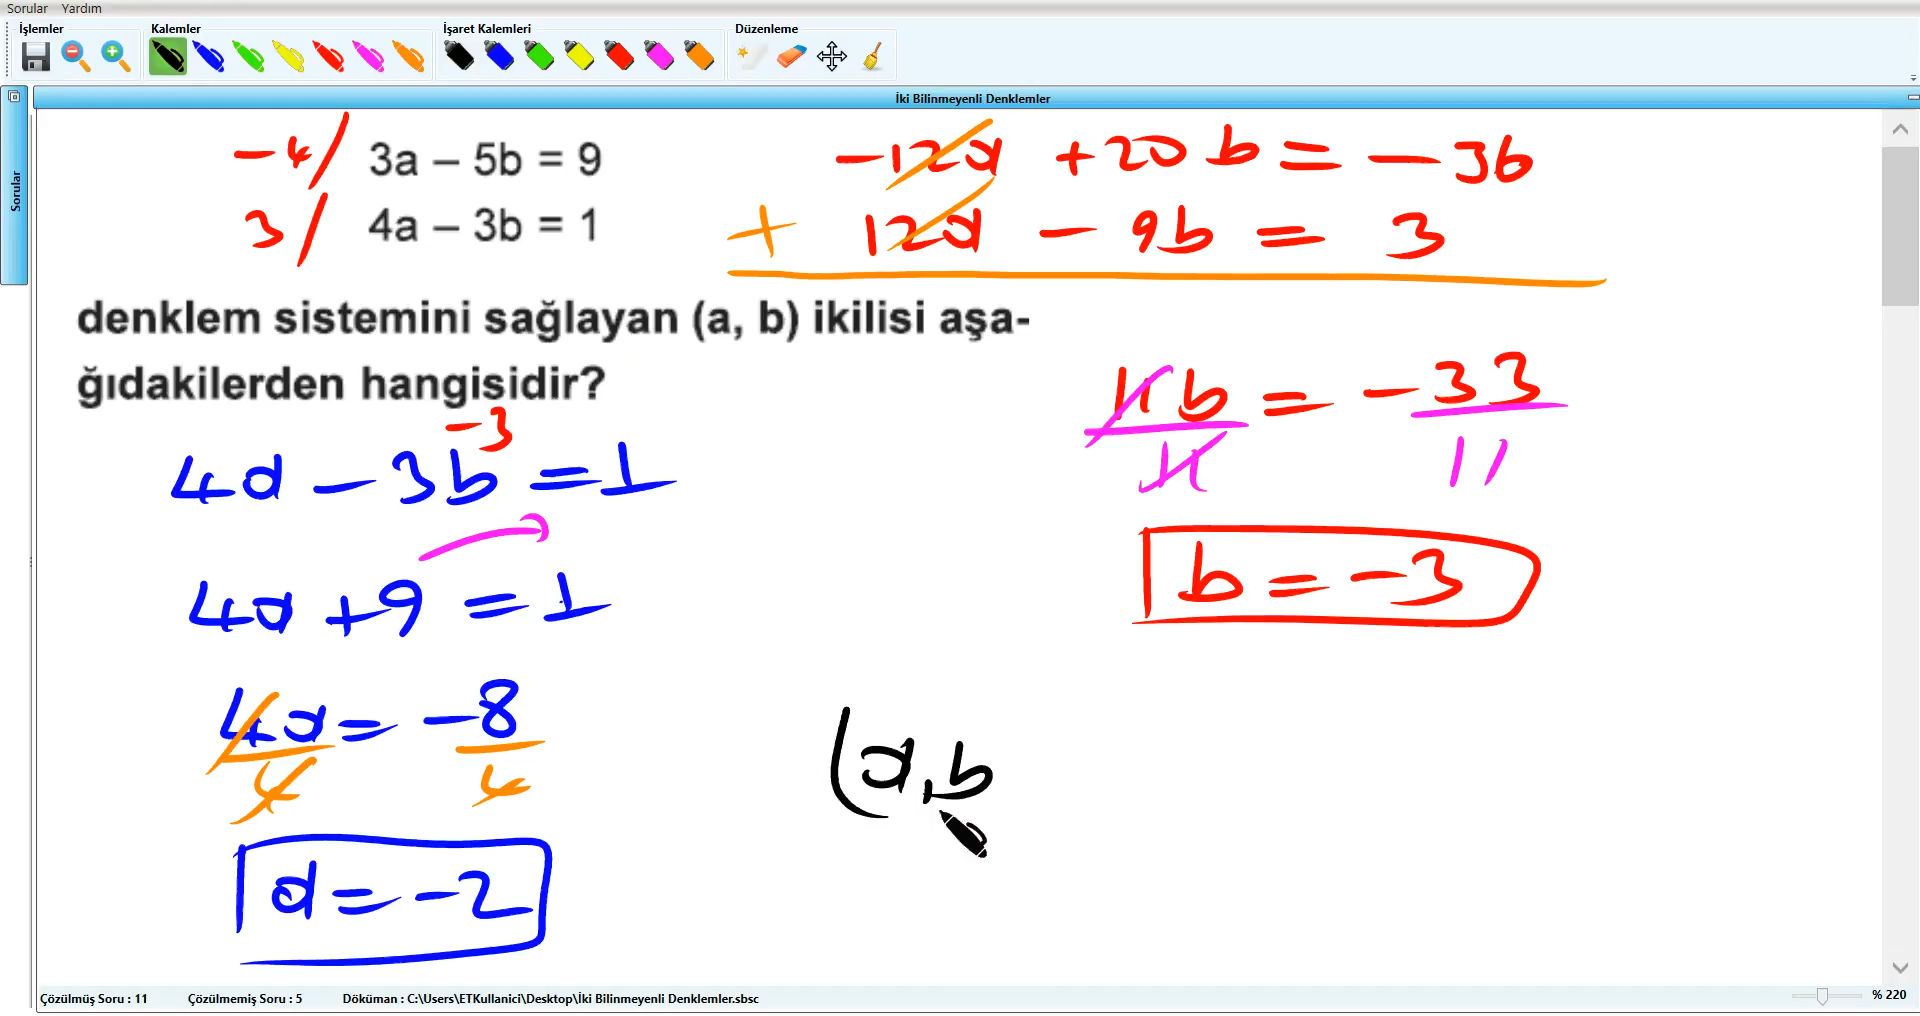 Sorular Yardım
İşlemler Kalemler İşaret Kalemleri Düzenleme
İki Bilinmeyenli Denklemler
Sorular
-4/ 3a – 5b = 9
3/ 4a – 3b = 1
-12a +20b = -36
+ 12a - 9b = 3
denklem sistemini sağlayan (a, b) ikilisi aşa-
ğıdakilerden hangisidir?
11b = -33
11 11
b = -3
-3
4a - 3b = 1
4a + 9 = 1
4a = -8
4 4
a = -2
(a, b
Çözülmüş Soru : 11 Çözülmemiş Soru : 5 Döküman : C:\Users\ETKullanici\Desktop\İki Bilinmeyenli Denklemler.sbsc % 220